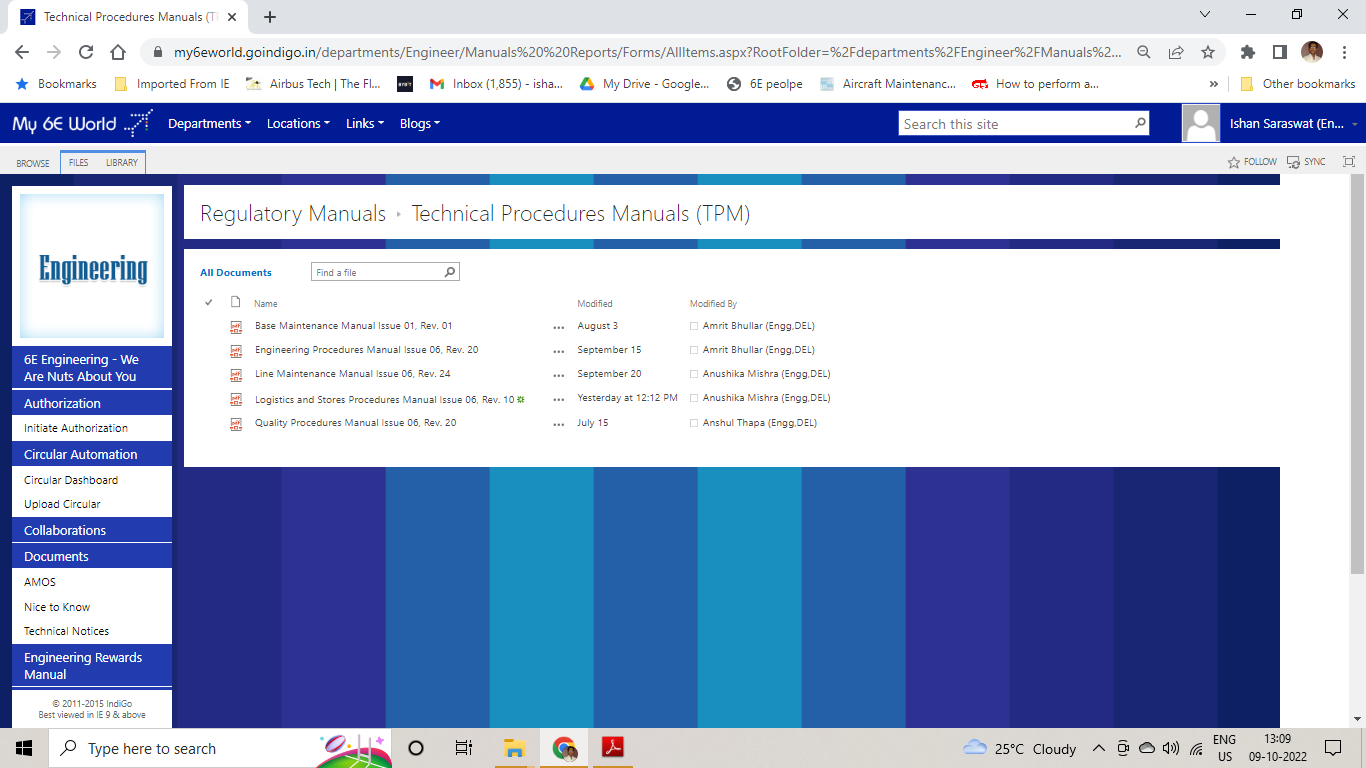 Technical Procedures Manuals (T
my6eworld.goindigo.in/departments/Engineer/Manuals%20%20Reports/Forms/AllItems.aspx?RootFolder=%2Fdepartments%2FEngineer%2FManuals%2...
Bookmarks Imported From IE Airbus Tech | The Fl... Inbox (1,855) - isha... My Drive - Google... 6E peolpe Aircraft Maintenanc... How to perform a... » Other bookmarks
My 6E World Departments Locations Links Blogs Search this site Ishan Saraswat (En...
BROWSE FILES LIBRARY FOLLOW SYNC
Engineering
6E Engineering - We
Are Nuts About You
Authorization
Initiate Authorization
Circular Automation
Circular Dashboard
Upload Circular
Collaborations
Documents
AMOS
Nice to Know
Technical Notices
Engineering Rewards
Manual
© 2011-2015 IndiGo
Best viewed in IE 9 & above
Regulatory Manuals Technical Procedures Manuals (TPM)
All Documents Find a file
Name Modified Modified By
Base Maintenance Manual Issue 01, Rev. 01 ... August 3 Amrit Bhullar (Engg,DEL)
Engineering Procedures Manual Issue 06, Rev. 20 ... September 15 Amrit Bhullar (Engg,DEL)
Line Maintenance Manual Issue 06, Rev. 24 ... September 20 Anushika Mishra (Engg,DEL)
Logistics and Stores Procedures Manual Issue 06, Rev. 10 ... Yesterday at 12:12 PM Anushika Mishra (Engg,DEL)
Quality Procedures Manual Issue 06, Rev. 20 ... July 15 Anshul Thapa (Engg,DEL)
Type here to search 25°C Cloudy ENG 13:09
US 09-10-2022